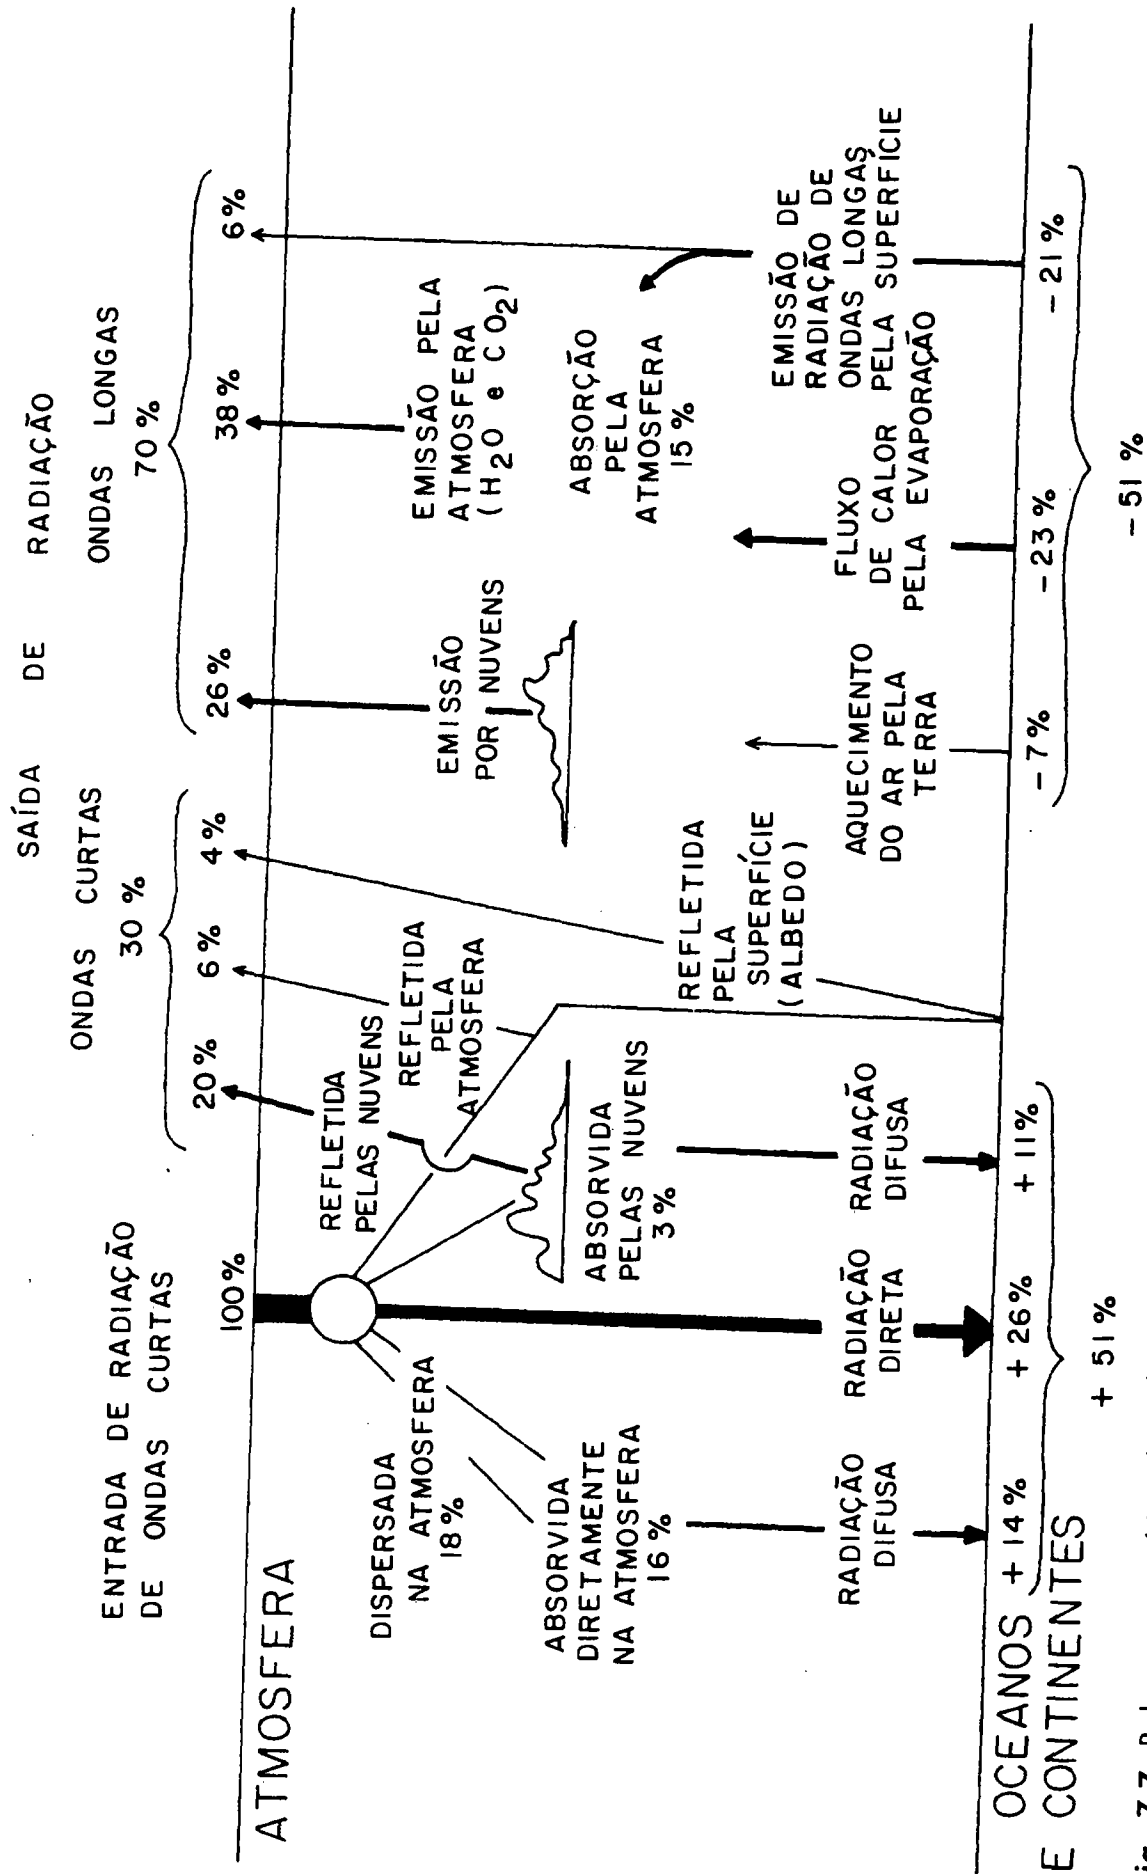 SAÍDA DE RADIAÇÃO
ENTRADA DE RADIAÇÃO
DE ONDAS CURTAS
ONDAS CURTAS
30 %
ONDAS LONGAS
70 %
100%
20%
6%
4%
26%
38%
6%
ATMOSFERA
DISPERSADA
NA ATMOSFERA
18%
ABSORVIDA
DIRETAMENTE
NA ATMOSFERA
16%
REFLETIDA
PELAS NUVENS
REFLETIDA
PELA
ATMOSFERA
ABSORVIDA
PELAS NUVENS
3%
REFLETIDA
PELA
SUPERFÍCIE
(ALBEDO)
EMISSÃO
POR NUVENS
EMISSÃO PELA
ATMOSFERA
(H2O e CO2)
ABSORÇÃO
PELA
ATMOSFERA
15%
RADIAÇÃO
DIFUSA
RADIAÇÃO
DIRETA
RADIAÇÃO
DIFUSA
AQUECIMENTO
DO AR PELA
TERRA
FLUXO
DE CALOR
PELA EVAPORAÇÃO
EMISSÃO DE
RADIAÇÃO DE
ONDAS LONGAS
PELA SUPERFÍCIE
OCEANOS
E CONTINENTES
+ 14%
+ 26%
+ 11%
- 7%
- 23%
- 21%
+ 51%
- 51 %
3.3